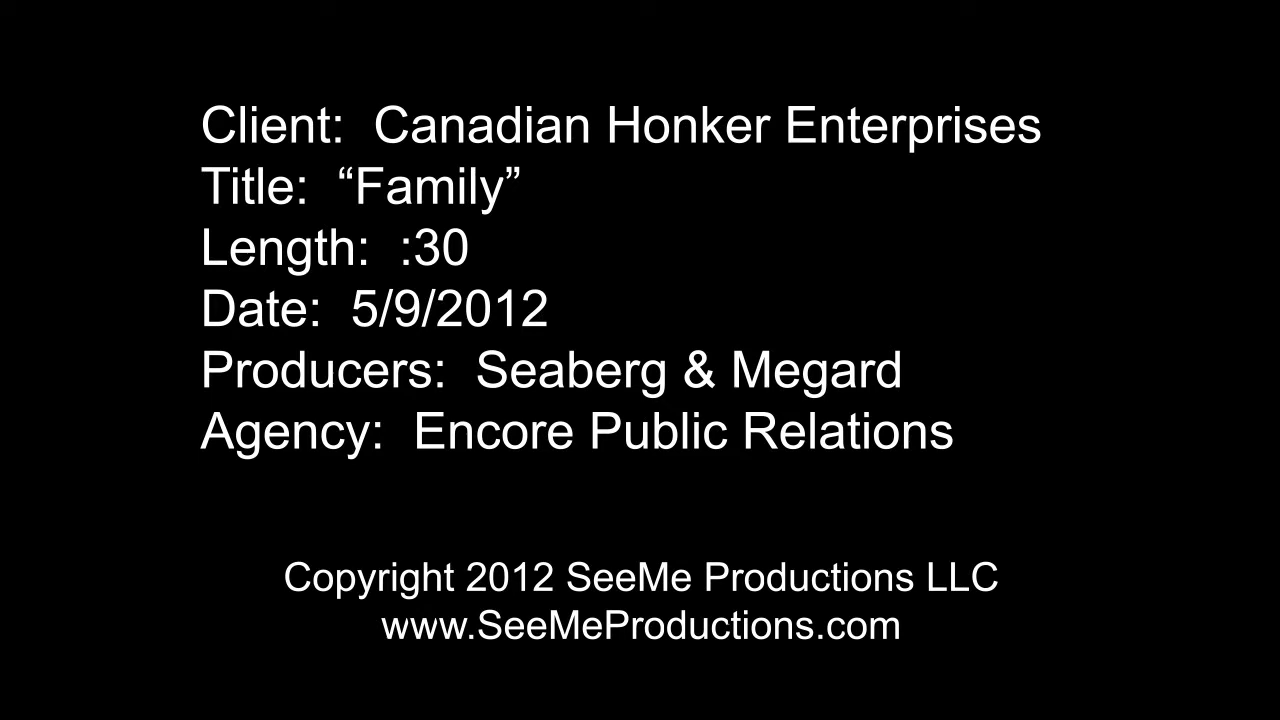 Client:  Canadian Honker Enterprises
Title:  “Family”
Length:  :30
Date:  5/9/2012
Producers:  Seaberg & Megard
Agency:  Encore Public Relations
Copyright 2012 SeeMe Productions LLC
www.SeeMeProductions.com